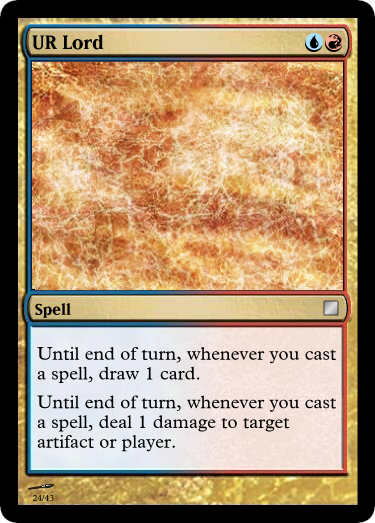 UR Lord
Spell
Until end of turn, whenever you cast
a spell, draw 1 card.
Until end of turn, whenever you cast
a spell, deal 1 damage to target
artifact or player.
24/43